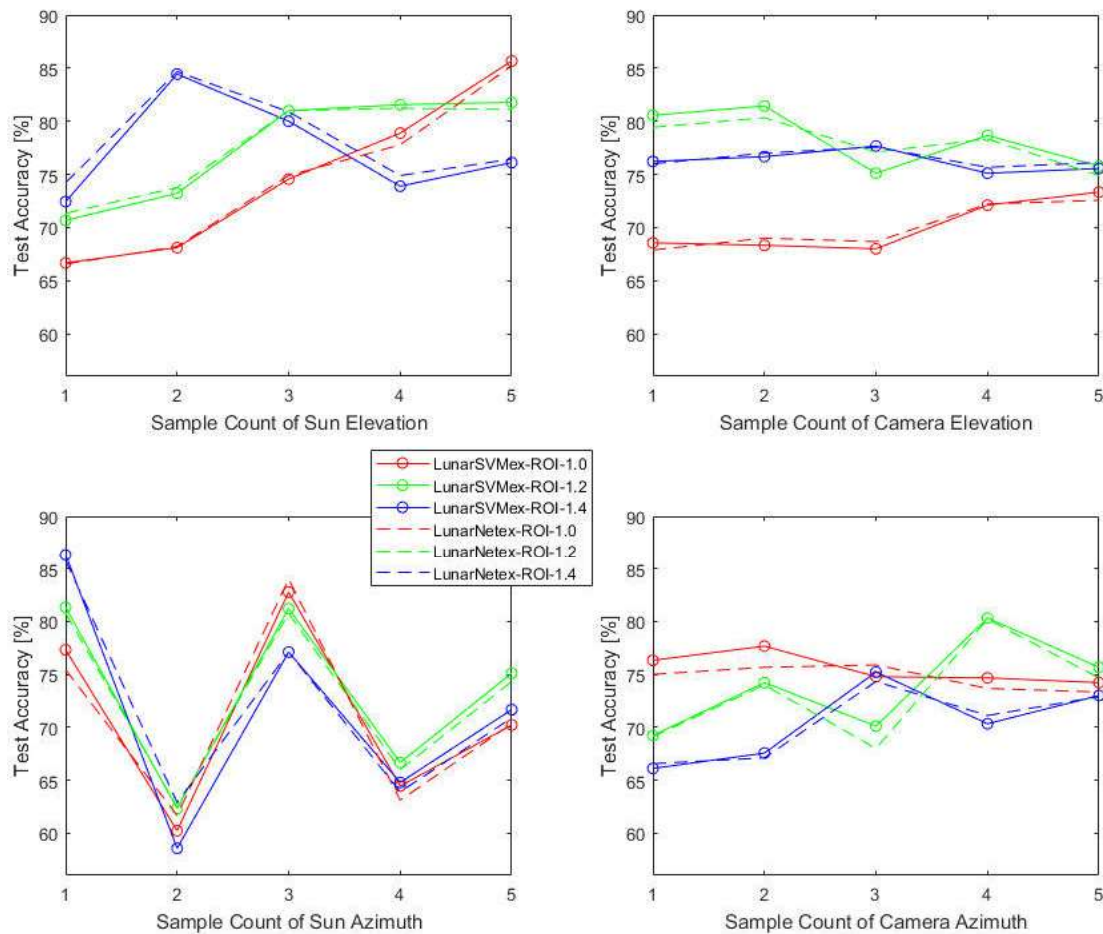 90
85
80
75
70
65
60
Test Accuracy [%]
1 2 3 4 5
Sample Count of Sun Elevation
90
85
80
75
70
65
60
Test Accuracy [%]
1 2 3 4 5
Sample Count of Camera Elevation
LunarSVMex-ROI-1.0
LunarSVMex-ROI-1.2
LunarSVMex-ROI-1.4
LunarNetex-ROI-1.0
LunarNetex-ROI-1.2
LunarNetex-ROI-1.4
90
85
80
75
70
65
60
Test Accuracy [%]
1 2 3 4 5
Sample Count of Sun Azimuth
90
85
80
75
70
65
60
Test Accuracy [%]
1 2 3 4 5
Sample Count of Camera Azimuth